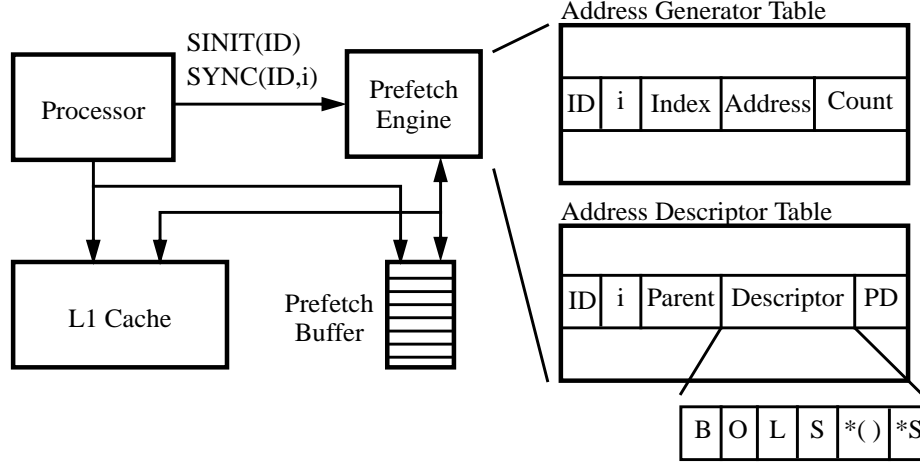 SINIT(ID)
SYNC(ID,i)
Processor
Prefetch
Engine
L1 Cache
Prefetch
Buffer
Address Generator Table
ID i Index Address Count
Address Descriptor Table
ID i Parent Descriptor PD
B O L S *( ) *S